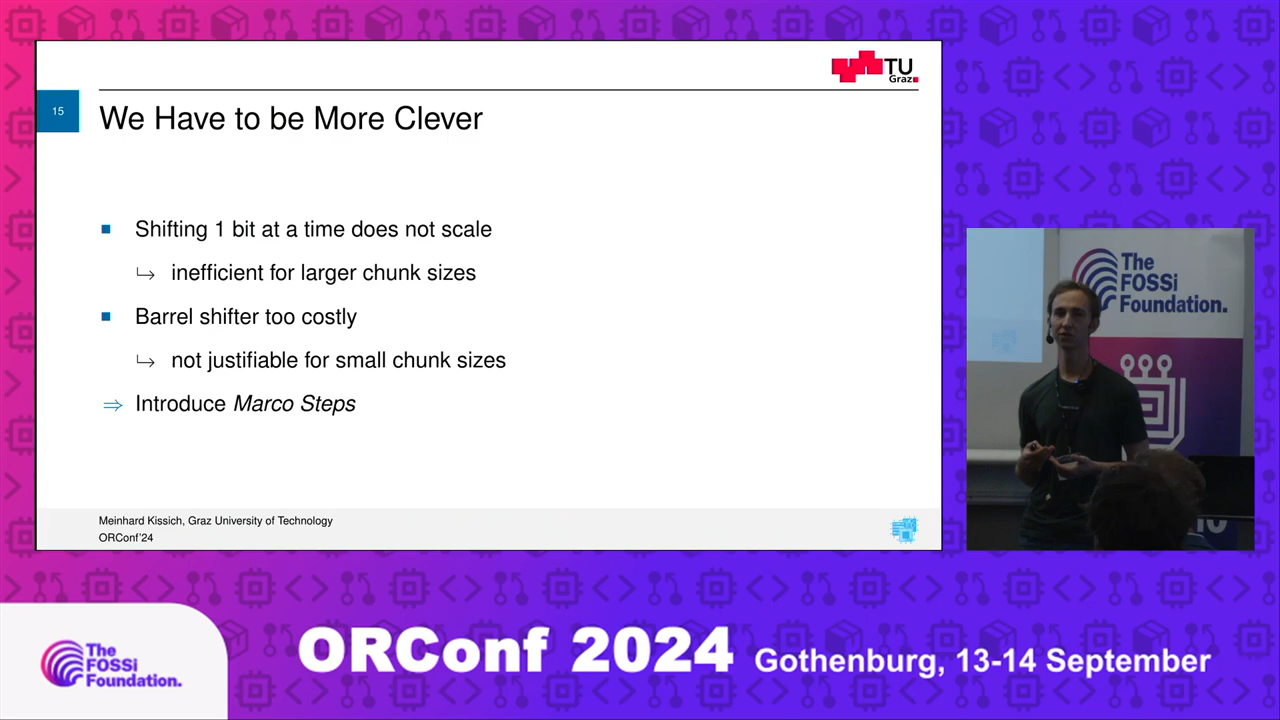 TU
Graz
15
We Have to be More Clever
Shifting 1 bit at a time does not scale
inefficient for larger chunk sizes
Barrel shifter too costly
not justifiable for small chunk sizes
Introduce Marco Steps
Meinhard Kissich, Graz University of Technology
ORConf'24
The
FOSSi
Foundation.
The
FOSSi
Foundation.
ORConf 2024 Gothenburg, 13-14 September